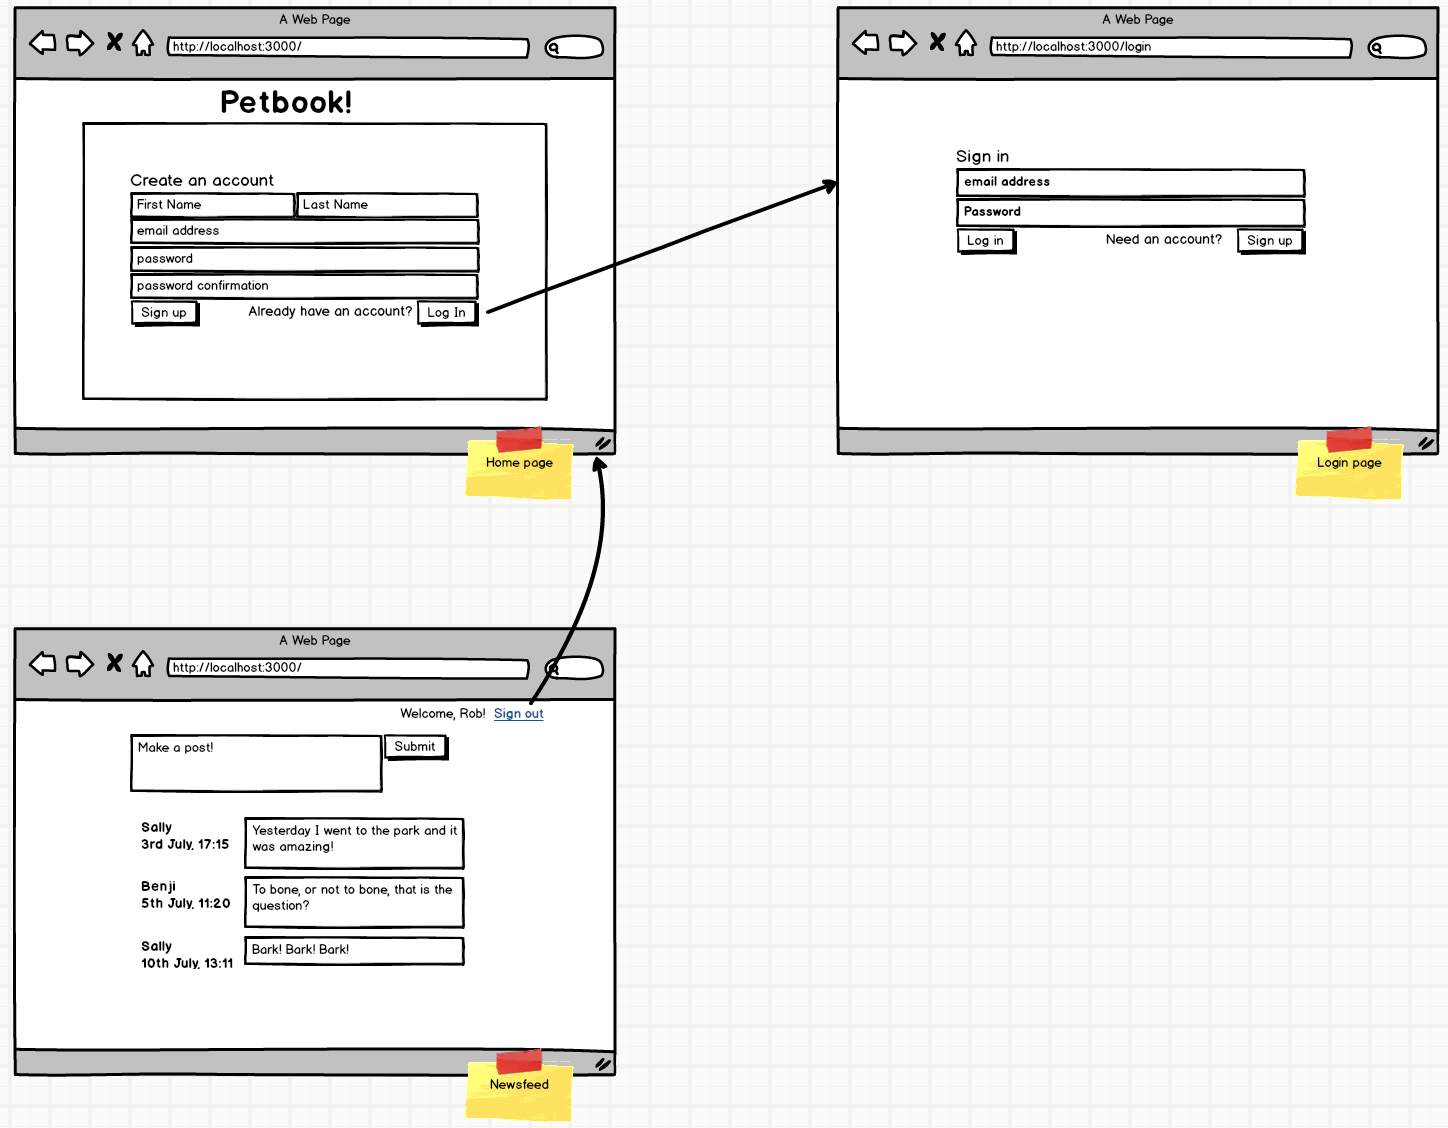 A Web Page
http://localhost:3000/
Petbook!
Create an account
First Name
Last Name
email address
password
password confirmation
Sign up
Already have an account?
Log In
Home page
A Web Page
http://localhost:3000/login
Sign in
email address
Password
Log in
Need an account?
Sign up
Login page
A Web Page
http://localhost:3000/
Welcome, Rob! Sign out
Make a post!
Submit
Sally
3rd July, 17:15
Yesterday I went to the park and it
was amazing!
Benji
5th July, 11:20
To bone, or not to bone, that is the
question?
Sally
10th July, 13:11
Bark! Bark! Bark!
Newsfeed